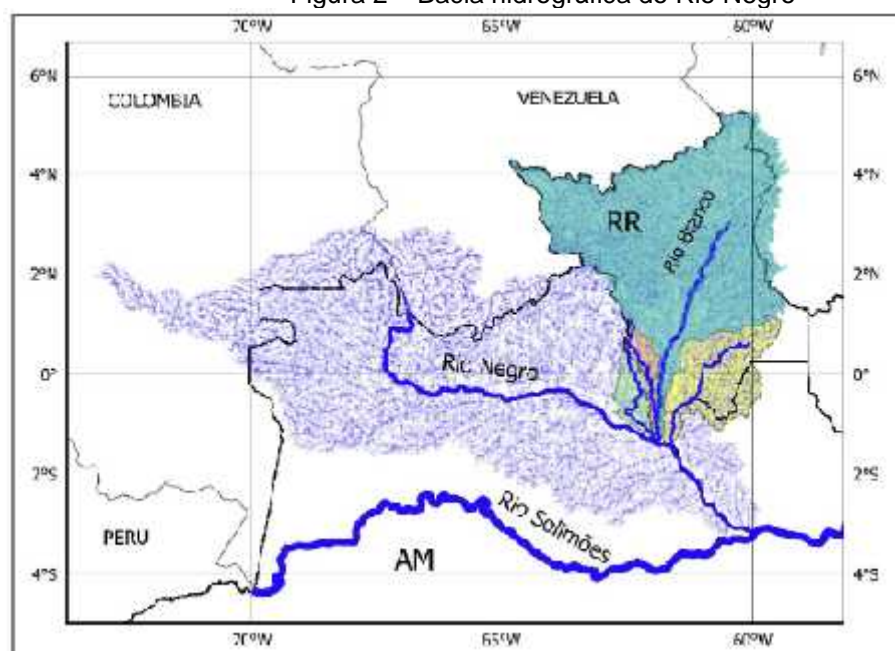 Figura 2 – Bacia hidrográfica do Rio Negro
70°W 65°W 60°W
6°N 6°N
COLOMBIA VENEZUELA
4°N 4°N
RR
Rio Branco
2°N 2°N
Rio Negro
0° 0°
2°S 2°S
Rio Solimões
PERU
AM
4°S 4°S
70°W 65°W 60°W